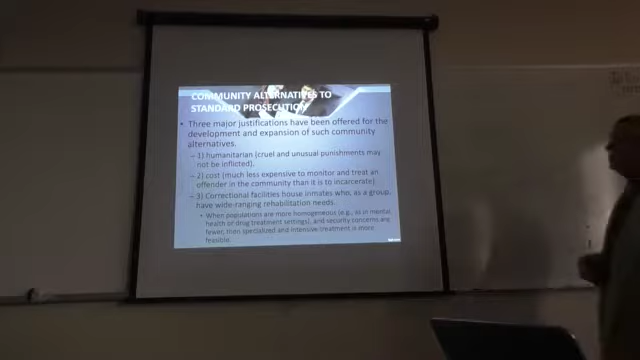 COMMUNITY ALTERNATIVES TO
STANDARD PROSECUTION
• Three major justifications have been offered for the
development and expansion of such community
alternatives.
– 1) humanitarian (cruel and unusual punishments may
not be inflicted).
– 2) cost (much less expensive to monitor and treat an
offender in the community than it is to incarcerate)
– 3) Correctional facilities house inmates who, as a group,
have wide-ranging rehabilitation needs.
• When populations are more homogeneous (e.g., as in mental
health or drug treatment settings), and security concerns are
fewer, then specialized and intensive treatment is more
feasible.